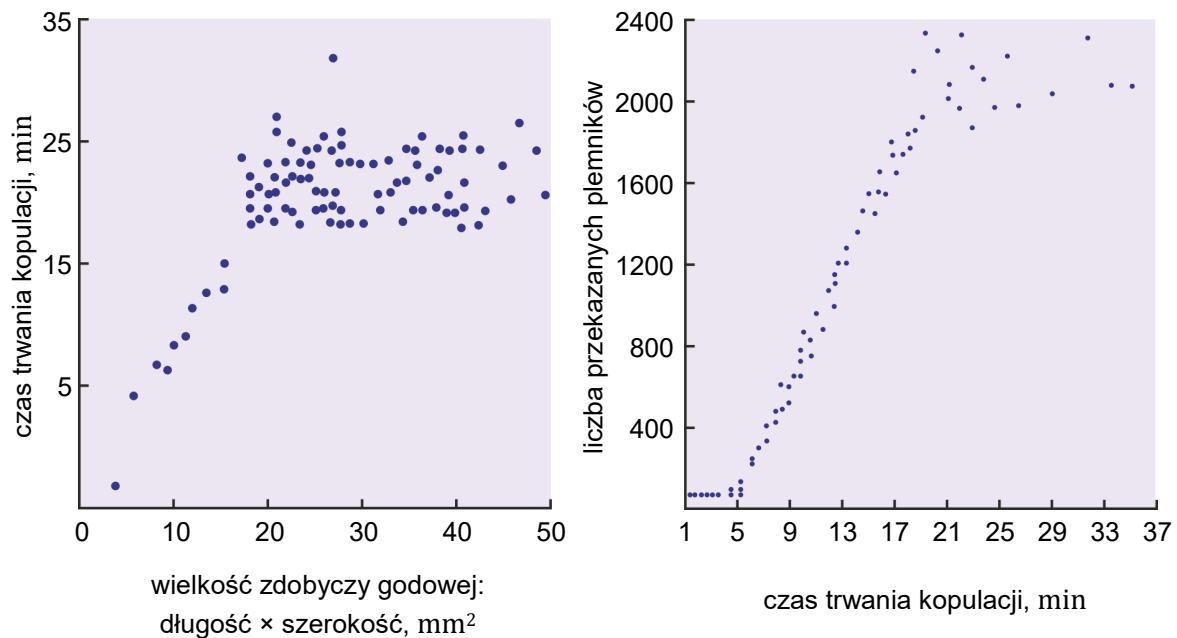 czas trwania kopulacji, min
35
25
15
5
0 10 20 30 40 50
wielkość zdobyczy godowej:
długość × szerokość, mm²
liczba przekazanych plemników
2400
2000
1600
1200
800
400
1 5 9 13 17 21 25 29 33 37
czas trwania kopulacji, min